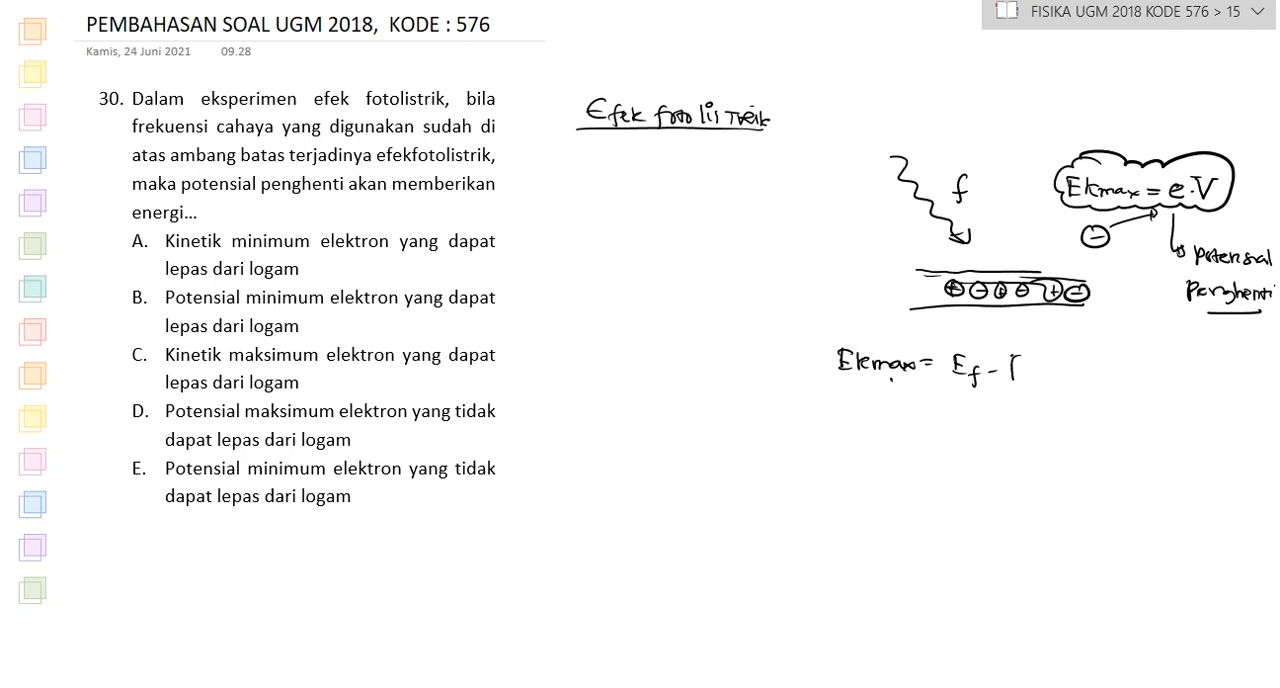 PEMBAHASAN SOAL UGM 2018, KODE : 576
Kamis, 24 Juni 2021 09.28
FISIKA UGM 2018 KODE 576 > 15
30. Dalam eksperimen efek fotolistrik, bila
frekuensi cahaya yang digunakan sudah di
atas ambang batas terjadinya efekfotolistrik,
maka potensial penghenti akan memberikan
energi...
A. Kinetik minimum elektron yang dapat
lepas dari logam
B. Potensial minimum elektron yang dapat
lepas dari logam
C. Kinetik maksimum elektron yang dapat
lepas dari logam
D. Potensial maksimum elektron yang tidak
dapat lepas dari logam
E. Potensial minimum elektron yang tidak
dapat lepas dari logam
Efek fotolistrik
f
Ekmax = e.V
potensial
penghenti
Ekmax = Ef -